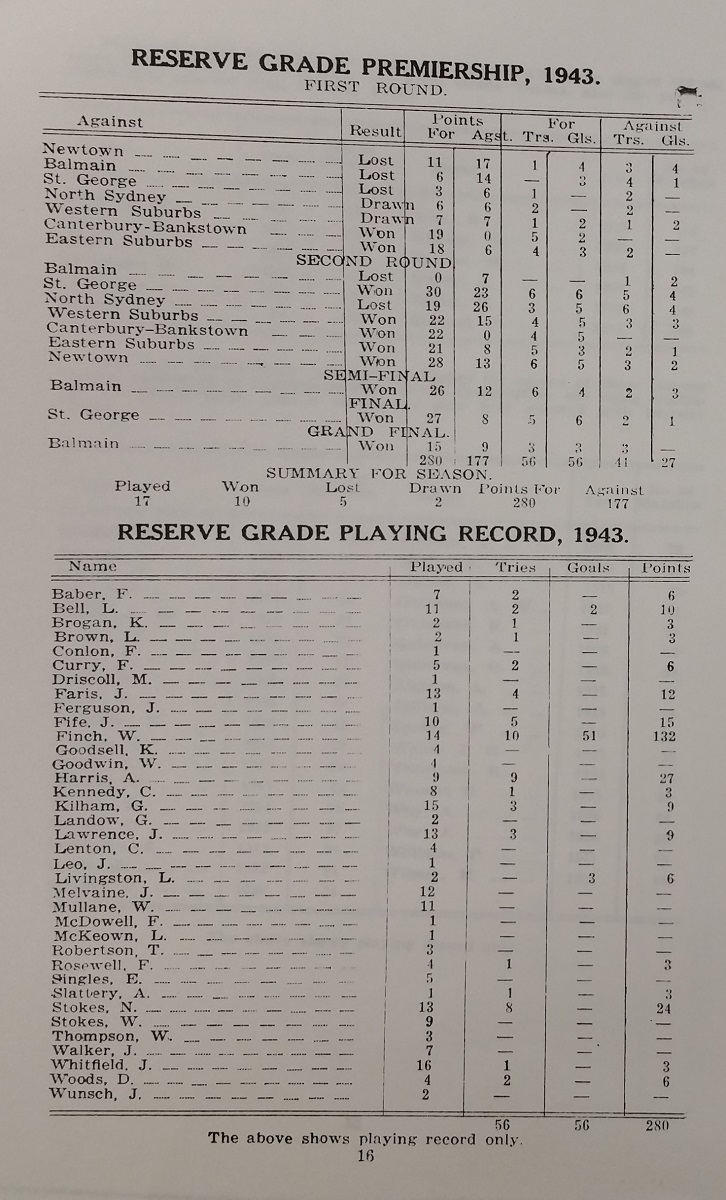 RESERVE GRADE PREMIERSHIP, 1943.
FIRST ROUND.
Against Result Points For Against
For Agst. Trs. Gls. Trs. Gls.
Newtown Lost 11 17 1 4 3 4
Balmain Lost 6 14 — 3 4 1
St. George Lost 3 6 1 — 2 —
North Sydney Drawn 6 6 2 — 2 —
Western Suburbs Drawn 7 7 1 2 1 2
Canterbury-Bankstown Won 19 0 5 2 — —
Eastern Suburbs Won 18 6 4 3 2 —
SECOND ROUND
Balmain Lost 0 7 — — 1 2
St. George Won 30 23 6 6 5 4
North Sydney Lost 19 26 3 5 6 4
Western Suburbs Won 22 15 4 5 3 3
Canterbury-Bankstown Won 22 0 4 5 — —
Eastern Suburbs Won 21 8 5 3 2 1
Newtown Won 28 13 6 5 3 2
SEMI-FINAL
Balmain Won 26 12 6 4 2 3
FINAL.
St. George Won 27 8 5 6 2 1
GRAND FINAL.
Balmain Won 15 9 3 3 3 —
280 177 56 56 41 27
SUMMARY FOR SEASON.
Played Won Lost Drawn Points For Against
17 10 5 2 280 177
RESERVE GRADE PLAYING RECORD, 1943.
Name Played Tries Goals Points
Baber, F. 7 2 — 6
Bell, L. 11 2 2 10
Brogan, K. 2 1 — 3
Brown, L. 2 1 — 3
Conlon, F. 1 — — —
Curry, F. 5 2 — 6
Driscoll, M. 1 — — —
Faris, J. 13 4 — 12
Ferguson, J. 1 — — —
Fife, J. 10 5 — 15
Finch, W. 14 10 51 132
Goodsell, K. 4 — — —
Goodwin, W. 4 — — —
Harris, A. 9 9 — 27
Kennedy, C. 8 1 — 3
Kilham, G. 15 3 — 9
Landow, G. 2 — — —
Lawrence, J. 13 3 — 9
Lenton, C. 4 — — —
Leo, J. 1 — — —
Livingston, L. 2 — 3 6
Melvaine, J. 12 — — —
Mullane, W. 11 — — —
McDowell, F. 1 — — —
McKeown, L. 1 — — —
Robertson, T. 3 — — —
Rosewell, F. 4 1 — 3
Singles, E. 5 — — —
Slattery, A. 1 1 — 3
Stokes, N. 13 8 — 24
Stokes, W. 9 — — —
Thompson, W. 3 — — —
Walker, J. 7 — — —
Whitfield, J. 16 1 — 3
Woods, D. 4 2 — 6
Wunsch, J. 2 — — —
56 56 280
The above shows playing record only.
16